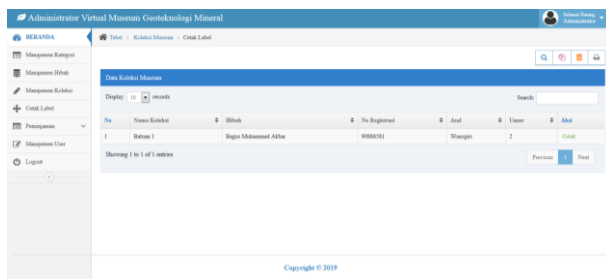 Administrator Virtual Museum Geoteknologi Mineral
Selamat Datang,
Administrator
BERANDA
Tabel > Koleksi Museum > Cetak Label
Manajemen Kategori
Manajemen Hibah
Manajemen Koleksi
Cetak Label
Peminjaman
Manajemen User
Logout
Data Koleksi Museum
Display 10 records
Search:
No Nama Koleksi Hibah No Registrasi Asal Umur Aksi
1 Batuan 1 Bagus Muhammad Akbar Wonogiri 2 Cetak
Showing 1 to 1 of 1 entries
Previous 1 Next
Copyright © 2019